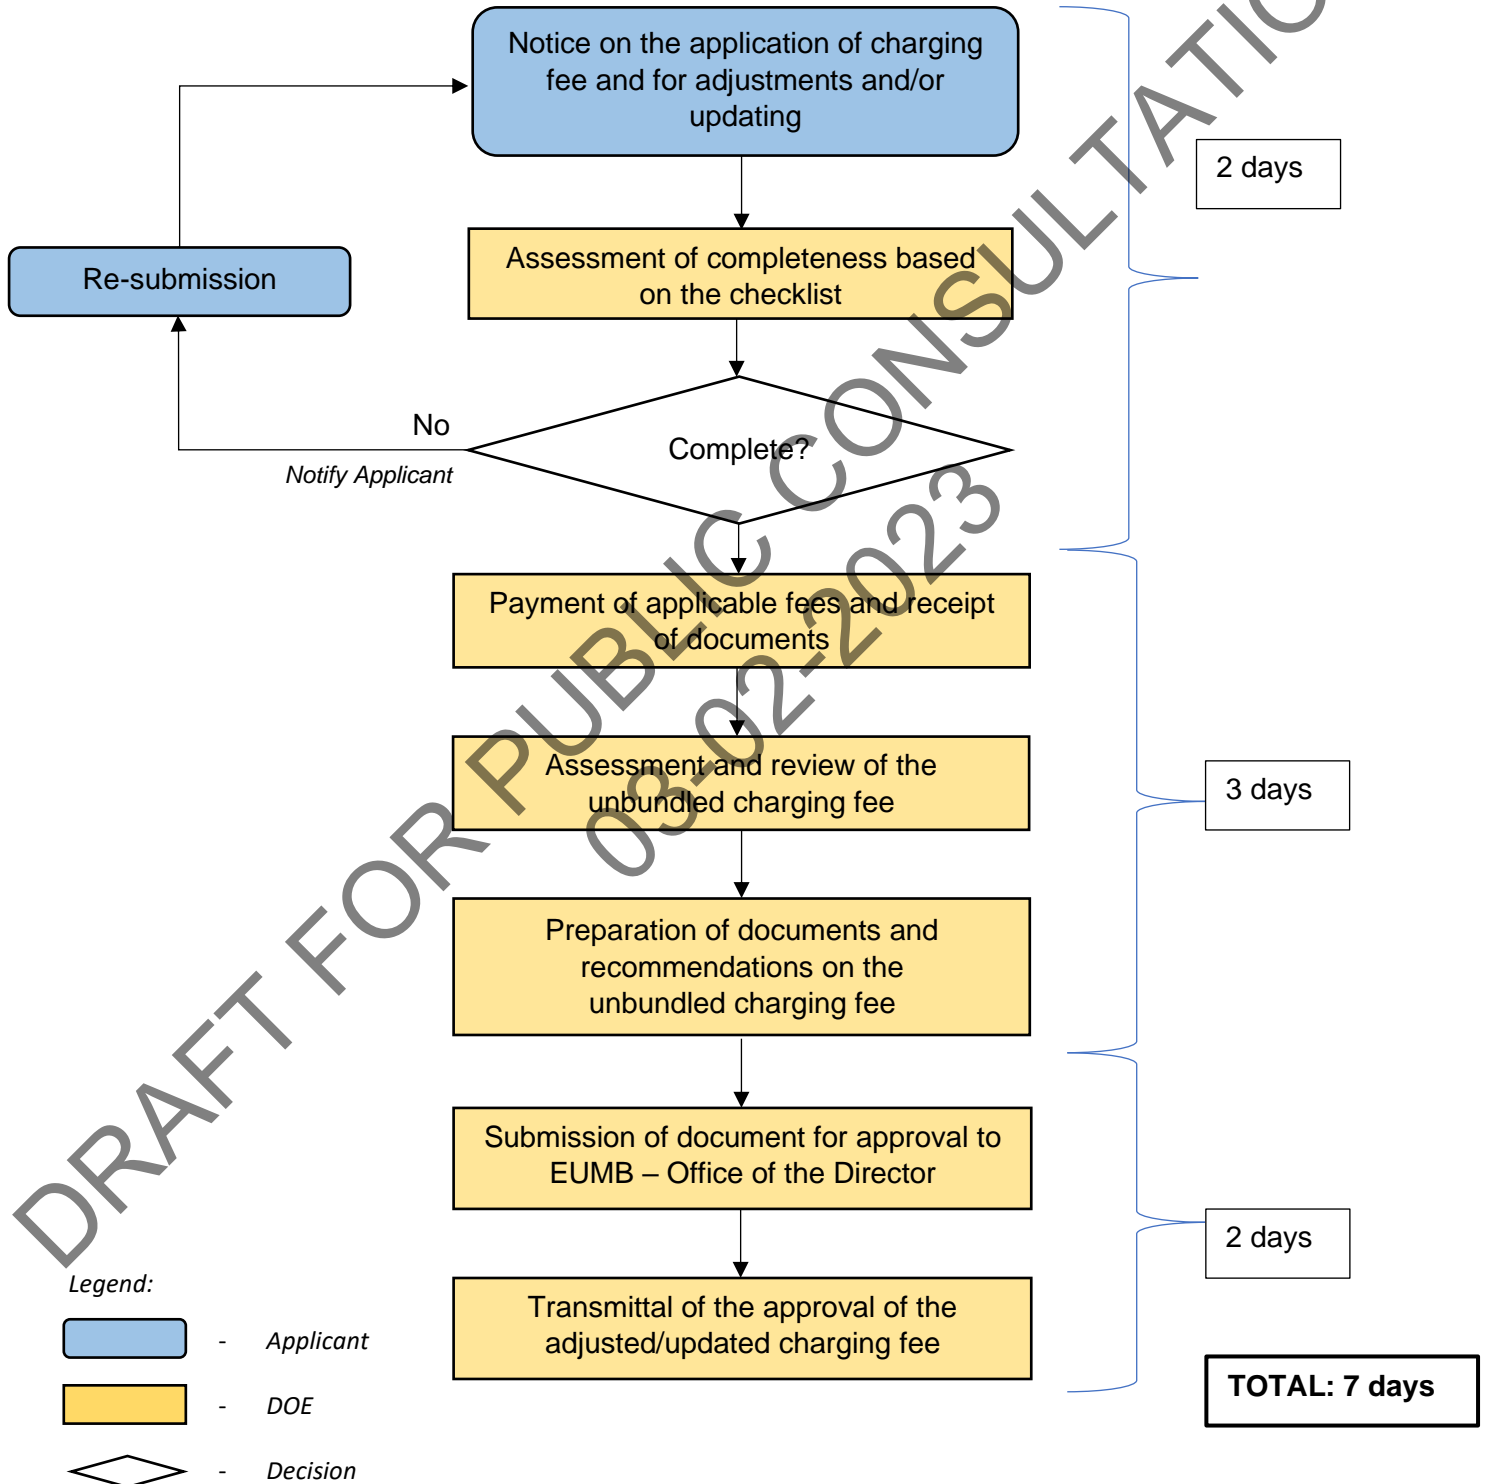 Notice on the application of charging
fee and for adjustments and/or
updating
2 days
Assessment of completeness based
on the checklist
Re-submission
No
Complete?
Notify Applicant
Payment of applicable fees and receipt
of documents
Assessment and review of the
unbundled charging fee
3 days
Preparation of documents and
recommendations on the
unbundled charging fee
Submission of document for approval to
EUMB – Office of the Director
2 days
Transmittal of the approval of the
adjusted/updated charging fee
TOTAL: 7 days
Legend:
- Applicant
- DOE
- Decision
DRAFT FOR PUBLIC CONSULTATIO
03-02-2023